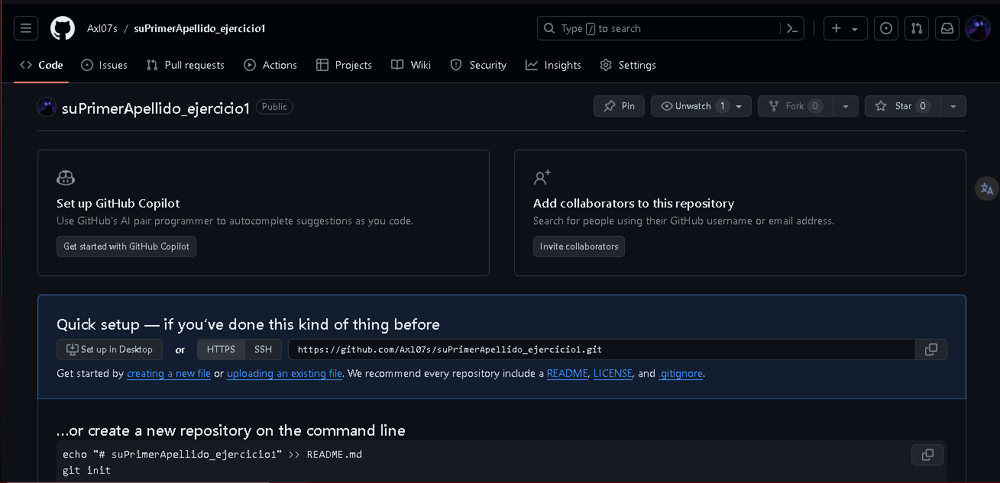 Axl07s / suPrimerApellido_ejercicio1
Type / to search
Code
Issues
Pull requests
Actions
Projects
Wiki
Security
Insights
Settings
suPrimerApellido_ejercicio1
Public
Pin
Unwatch 1
Fork 0
Star 0
Set up GitHub Copilot
Use GitHub's AI pair programmer to autocomplete suggestions as you code.
Get started with GitHub Copilot
Add collaborators to this repository
Search for people using their GitHub username or email address.
Invite collaborators
Quick setup — if you’ve done this kind of thing before
Set up in Desktop
or
HTTPS
SSH
https://github.com/Axl07s/suPrimerApellido_ejercicio1.git
Get started by creating a new file or uploading an existing file. We recommend every repository include a README, LICENSE, and .gitignore.
…or create a new repository on the command line
echo "# suPrimerApellido_ejercicio1" >> README.md
git init